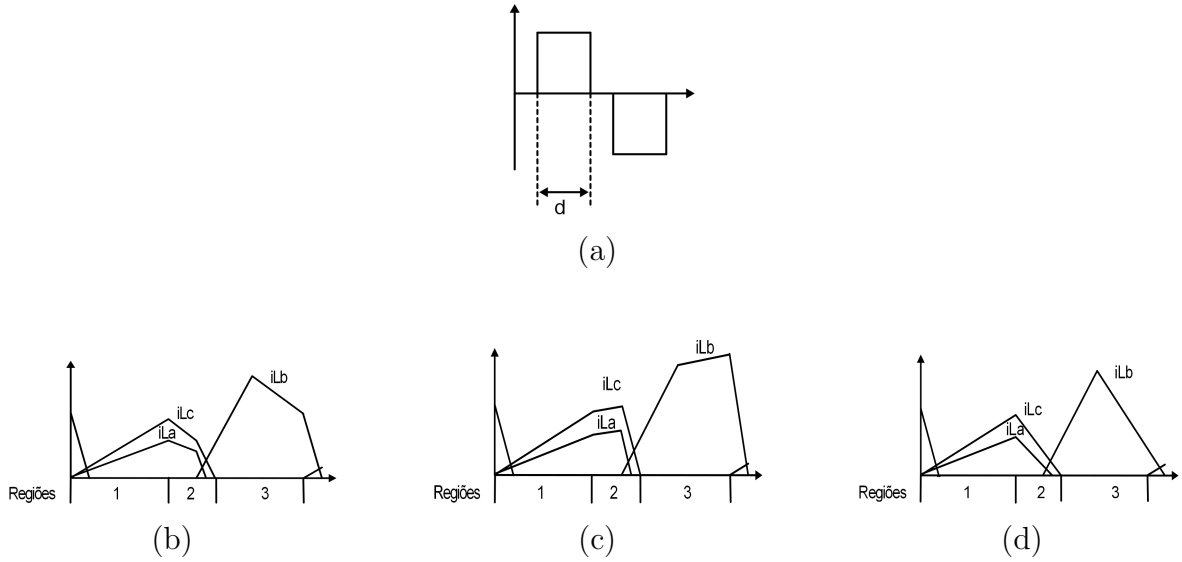 d
(a)
iLb
iLc
iLa
Regiões 1 2 3
(b)
iLb
iLc
iLa
Regiões 1 2 3
(c)
iLb
iLc
iLa
Regiões 1 2 3
(d)